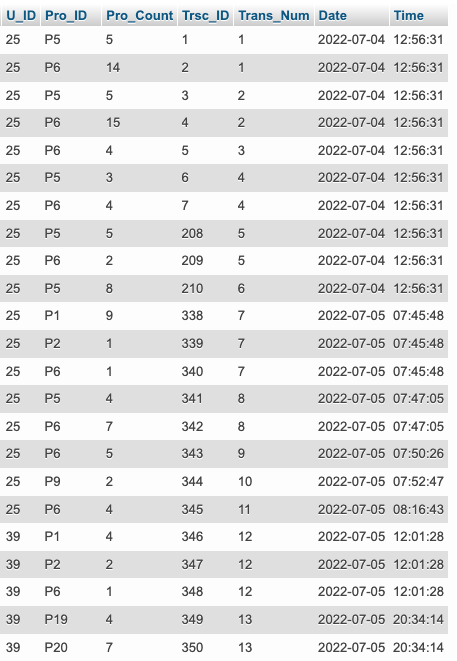 U_ID Pro_ID Pro_Count Trsc_ID Trans_Num Date Time
25 P5 5 1 1 2022-07-04 12:56:31
25 P6 14 2 1 2022-07-04 12:56:31
25 P5 5 3 2 2022-07-04 12:56:31
25 P6 15 4 2 2022-07-04 12:56:31
25 P6 4 5 3 2022-07-04 12:56:31
25 P5 3 6 4 2022-07-04 12:56:31
25 P6 4 7 4 2022-07-04 12:56:31
25 P5 5 208 5 2022-07-04 12:56:31
25 P6 2 209 5 2022-07-04 12:56:31
25 P5 8 210 6 2022-07-04 12:56:31
25 P1 9 338 7 2022-07-05 07:45:48
25 P2 1 339 7 2022-07-05 07:45:48
25 P6 1 340 7 2022-07-05 07:45:48
25 P5 4 341 8 2022-07-05 07:47:05
25 P6 7 342 8 2022-07-05 07:47:05
25 P6 5 343 9 2022-07-05 07:50:26
25 P9 2 344 10 2022-07-05 07:52:47
25 P6 4 345 11 2022-07-05 08:16:43
39 P1 4 346 12 2022-07-05 12:01:28
39 P2 2 347 12 2022-07-05 12:01:28
39 P6 1 348 12 2022-07-05 12:01:28
39 P19 4 349 13 2022-07-05 20:34:14
39 P20 7 350 13 2022-07-05 20:34:14